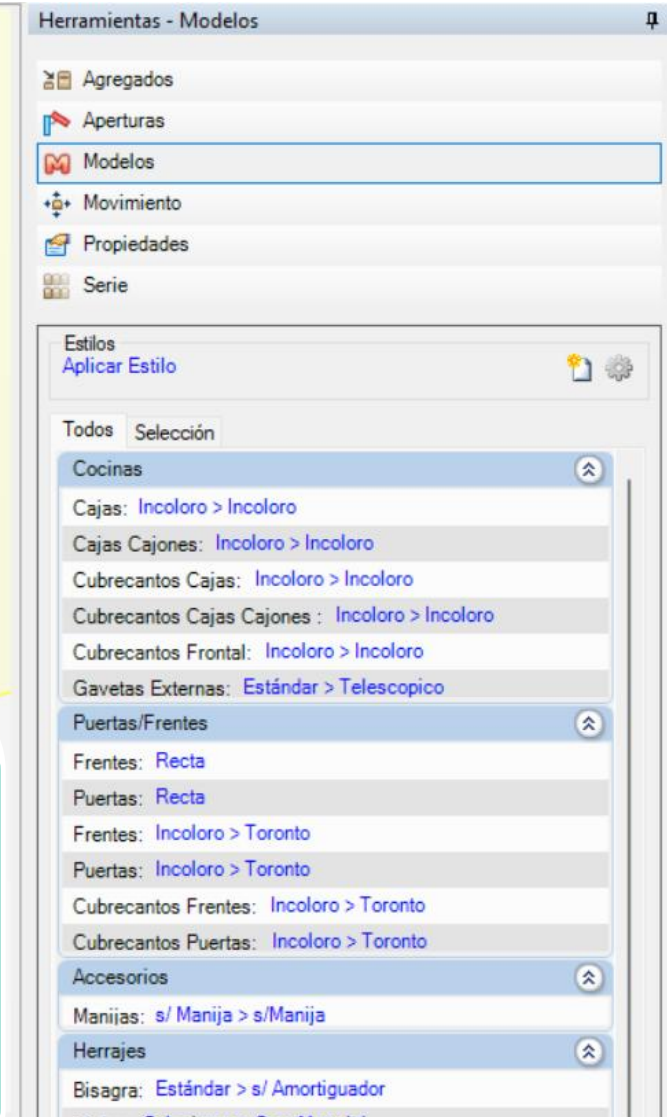 Herramientas - Modelos
Agregados
Aperturas
Modelos
Movimiento
Propiedades
Serie
Estilos
Aplicar Estilo
Todos Selección
Cocinas
Cajas: Incoloro > Incoloro
Cajas Cajones: Incoloro > Incoloro
Cubrecantos Cajas: Incoloro > Incoloro
Cubrecantos Cajas Cajones : Incoloro > Incoloro
Cubrecantos Frontal: Incoloro > Incoloro
Gavetas Externas: Estándar > Telescopico
Puertas/Frentes
Frentes: Recta
Puertas: Recta
Frentes: Incoloro > Toronto
Puertas: Incoloro > Toronto
Cubrecantos Frentes: Incoloro > Toronto
Cubrecantos Puertas: Incoloro > Toronto
Accesorios
Manijas: s/ Manija > s/Manija
Herrajes
Bisagra: Estándar > s/ Amortiguador